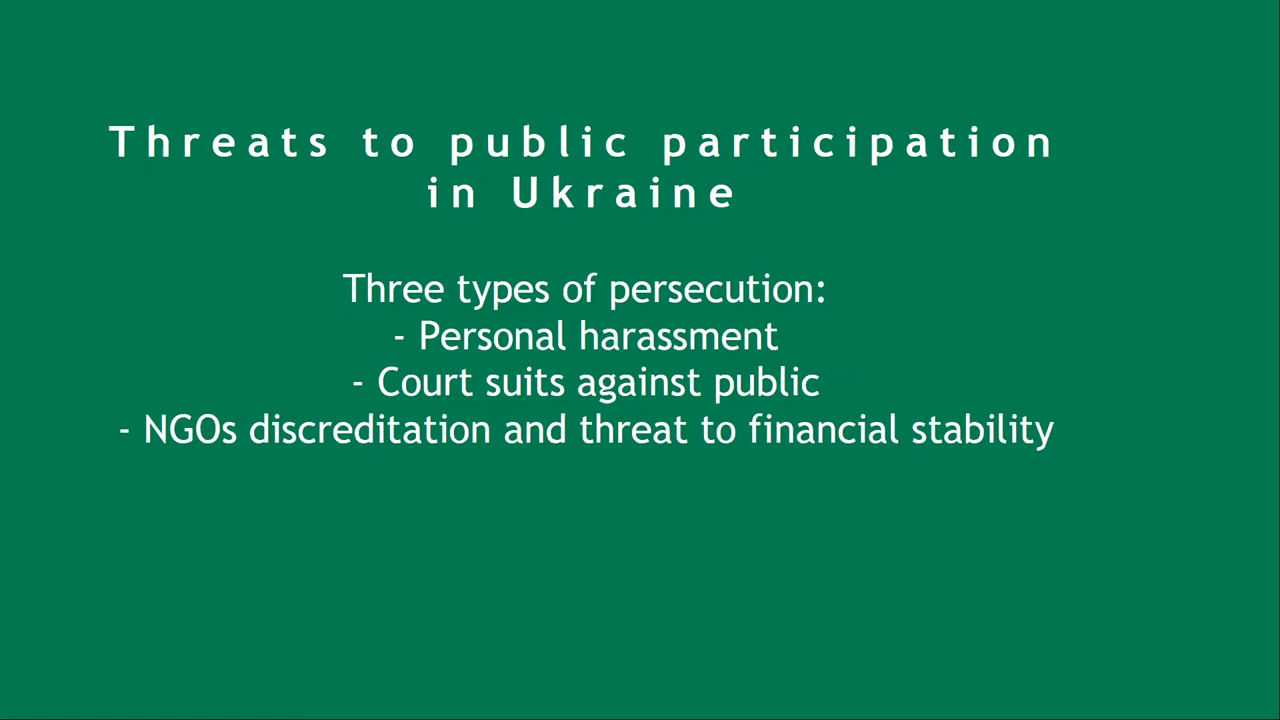 Threats to public participation
in Ukraine
Three types of persecution:
- Personal harassment
- Court suits against public
- NGOs discreditation and threat to financial stability